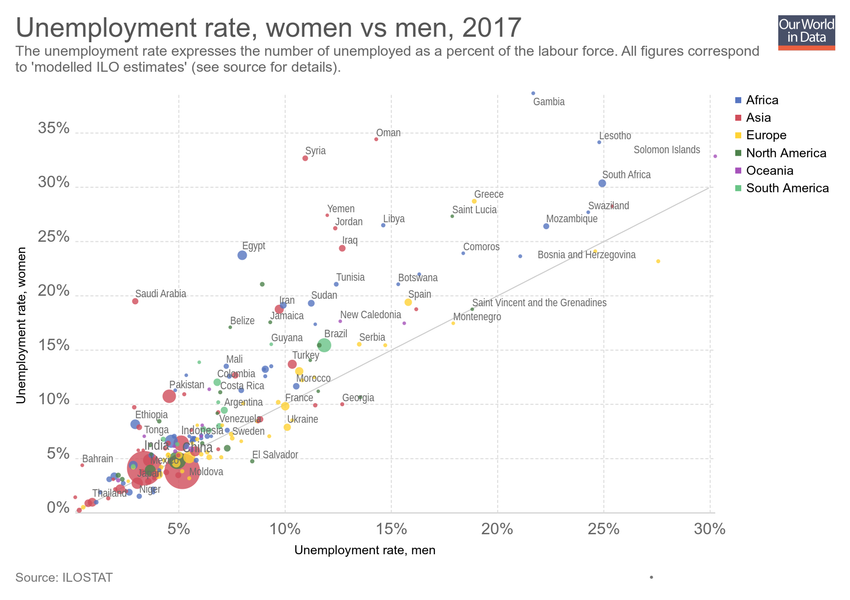 Unemployment rate, women vs men, 2017
Our World
in Data
The unemployment rate expresses the number of unemployed as a percent of the labour force. All figures correspond
to 'modelled ILO estimates' (see source for details).
Africa
Asia
Europe
North America
Oceania
South America
Unemployment rate, women
35%
30%
25%
20%
15%
10%
5%
0%
Gambia
Oman
Lesotho
Solomon Islands
Syria
South Africa
Greece
Yemen
Saint Lucia
Swaziland
Jordan
Libya
Mozambique
Iraq
Egypt
Comoros
Bosnia and Herzegovina
Tunisia
Botswana
Saudi Arabia
Iran
Sudan
Spain
Saint Vincent and the Grenadines
Belize
Jamaica
New Caledonia
Montenegro
Guyana
Brazil
Serbia
Mali
Turkey
Colombia
Morocco
Pakistan
Costa Rica
Argentina
France
Georgia
Ethiopia
Venezuela
Ukraine
Tonga
Indonesia
Sweden
India
China
Bahrain
Mexico
El Salvador
Japan
Moldova
Thailand
Niger
5%
10%
15%
20%
25%
30%
Unemployment rate, men
Source: ILOSTAT